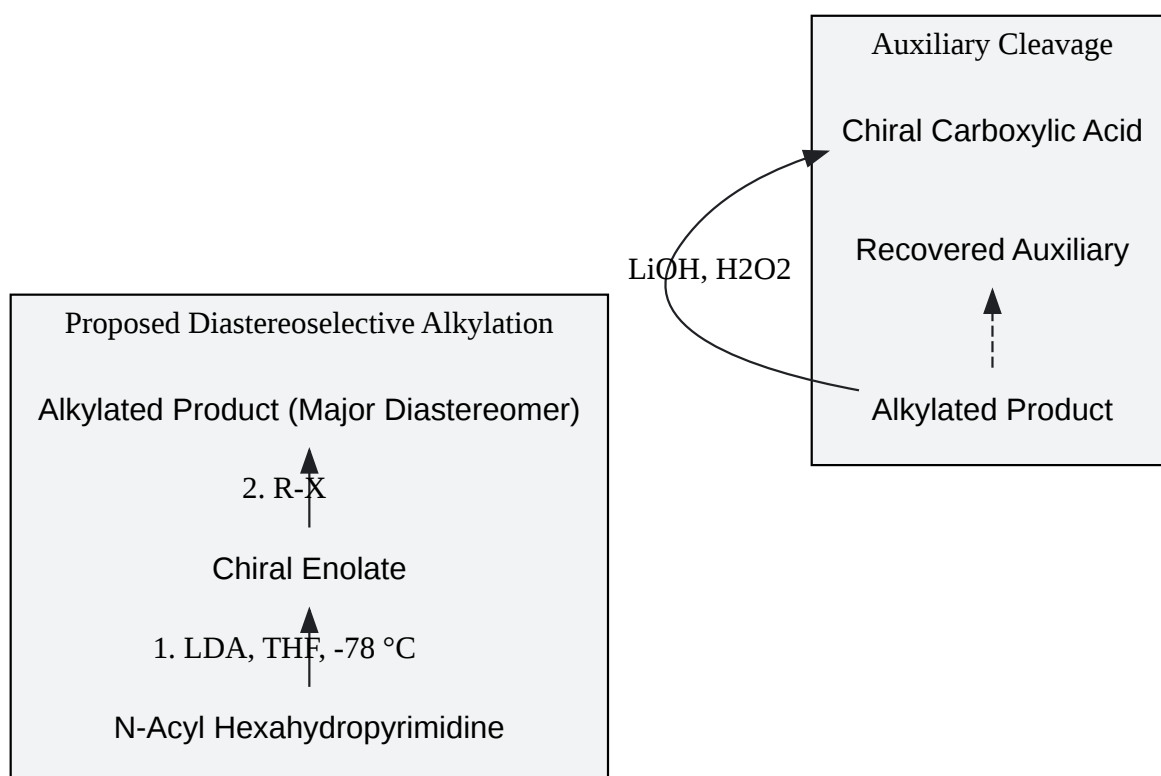 Auxiliary Cleavage
Chiral Carboxylic Acid
Recovered Auxiliary
LiOH, H2O2
Alkylated Product
Proposed Diastereoselective Alkylation
Alkylated Product (Major Diastereomer)
2. R-X
Chiral Enolate
1. LDA, THF, -78 °C
N-Acyl Hexahydropyrimidine